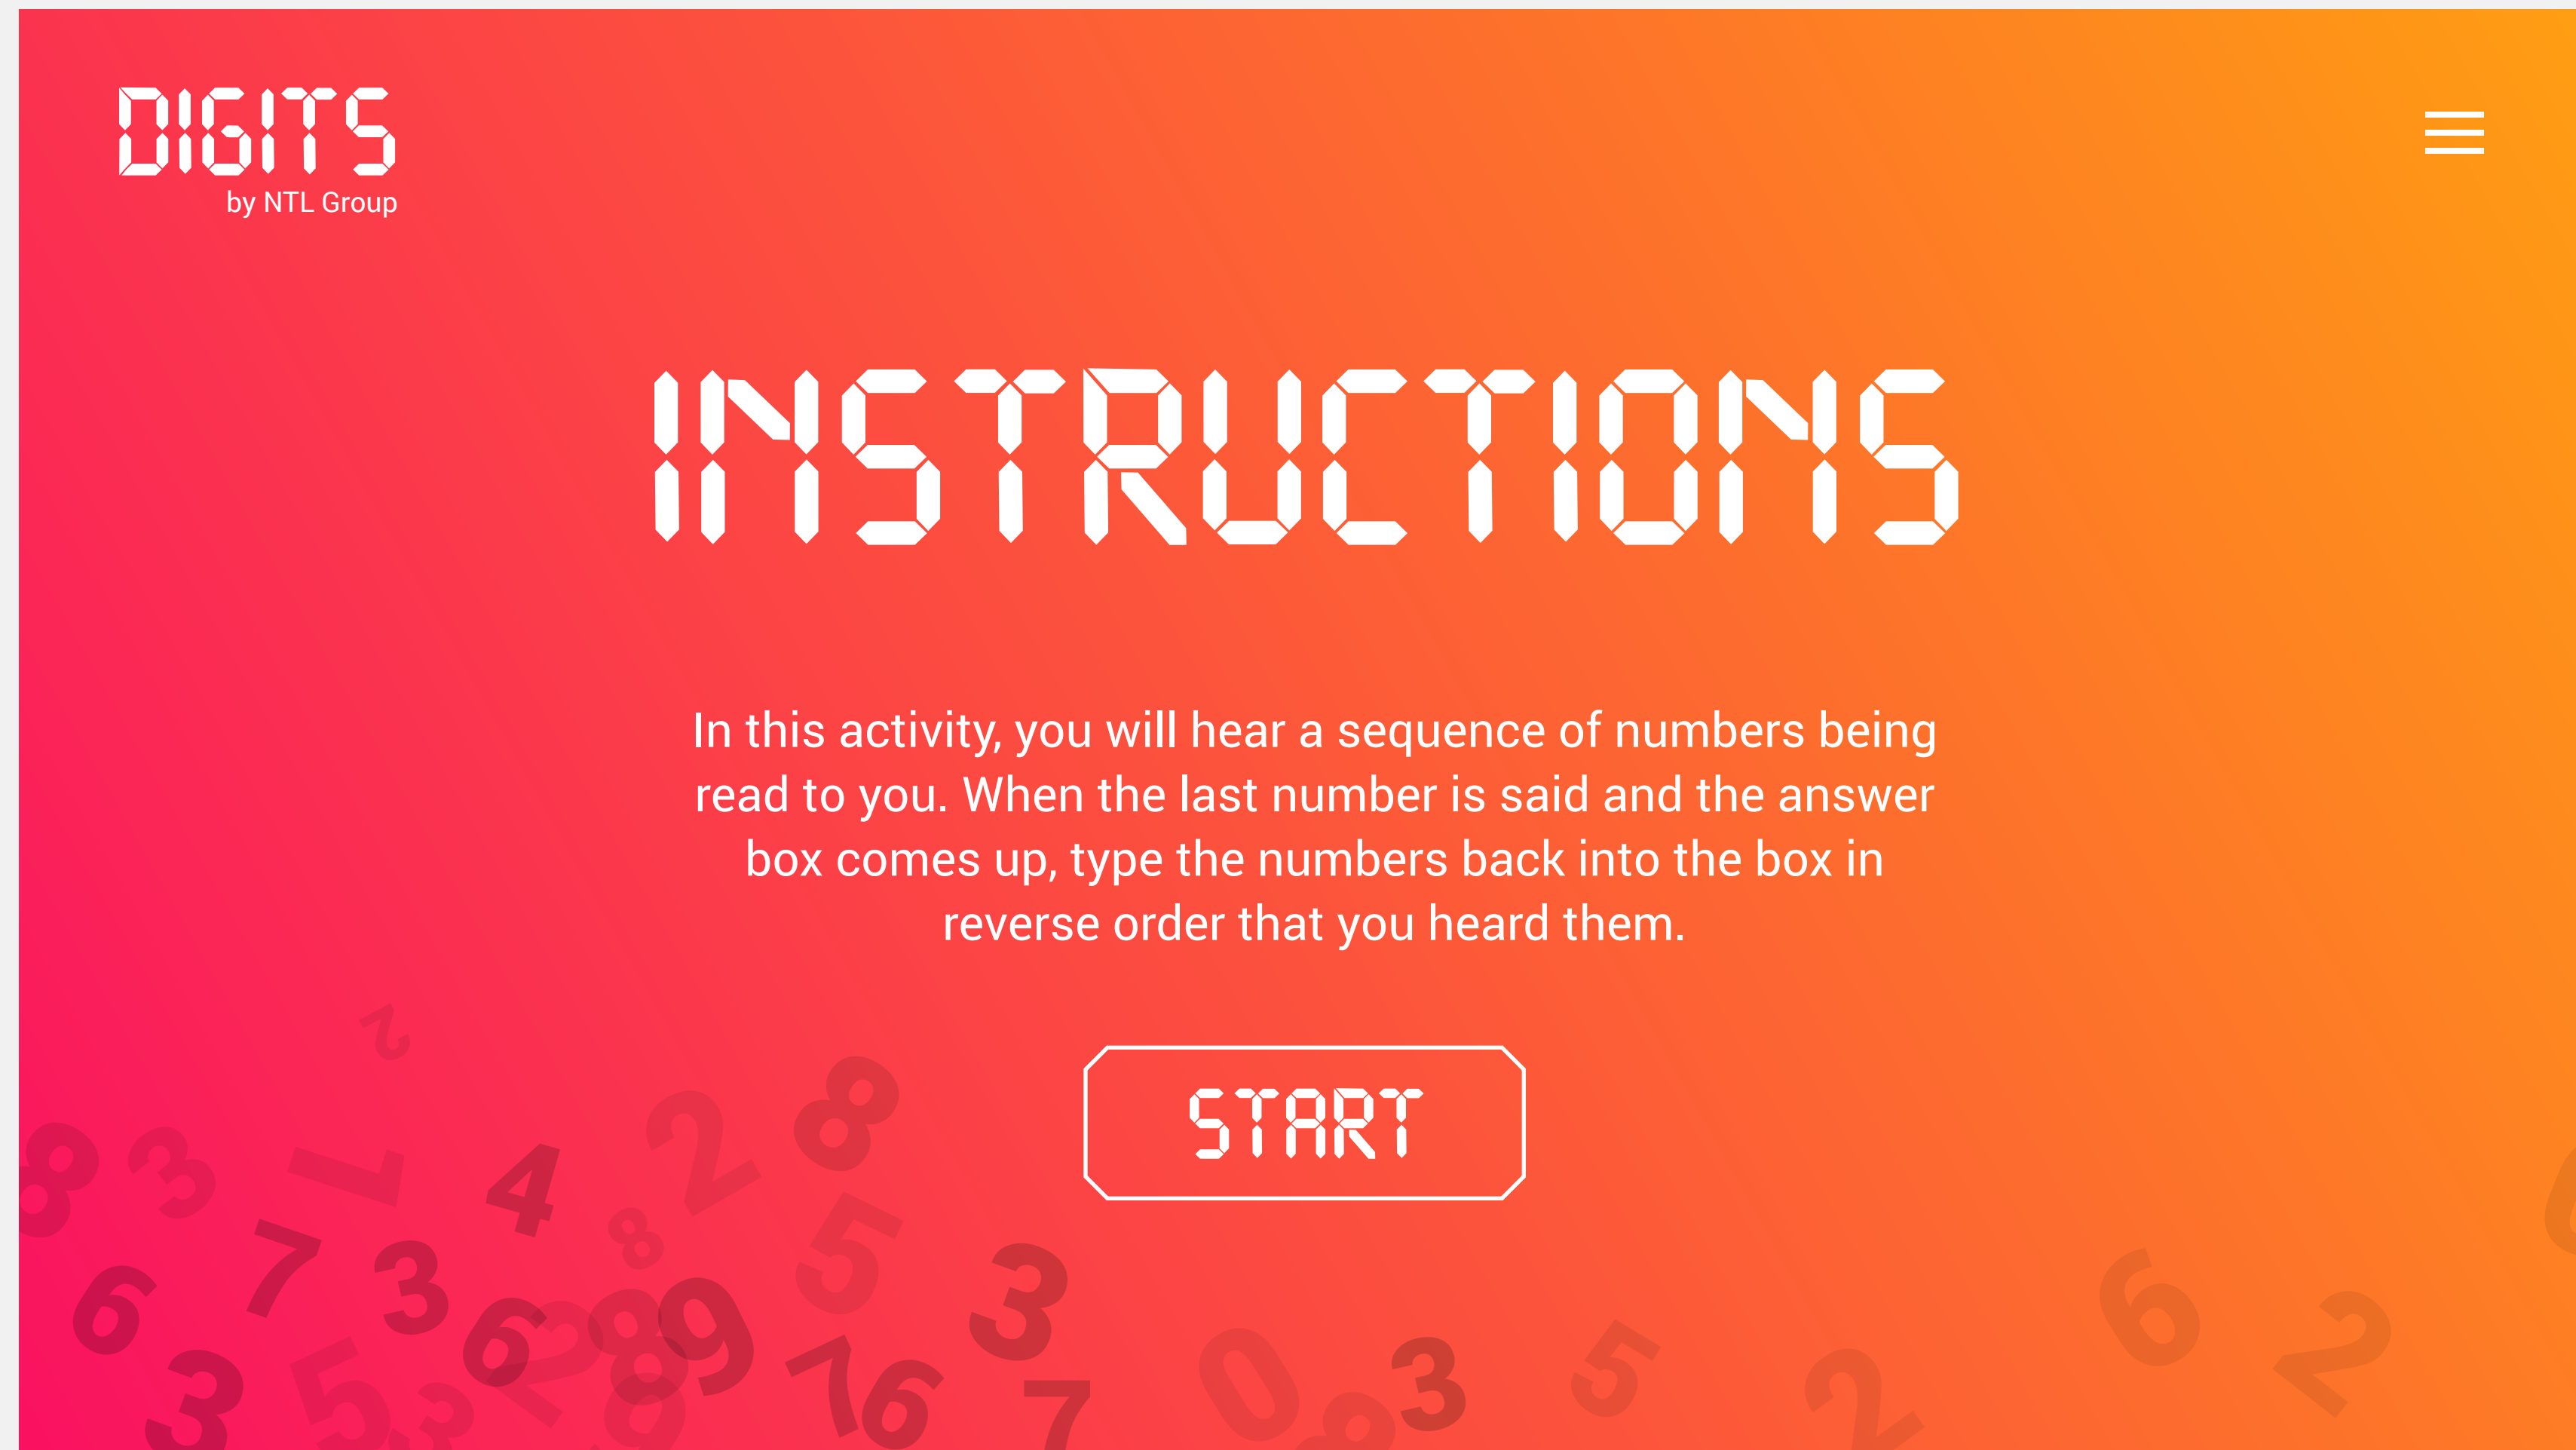 DIGITS
by NTL Group
INSTRUCTIONS
In this activity, you will hear a sequence of numbers being
read to you. When the last number is said and the answer
box comes up, type the numbers back into the box in
reverse order that you heard them.
START